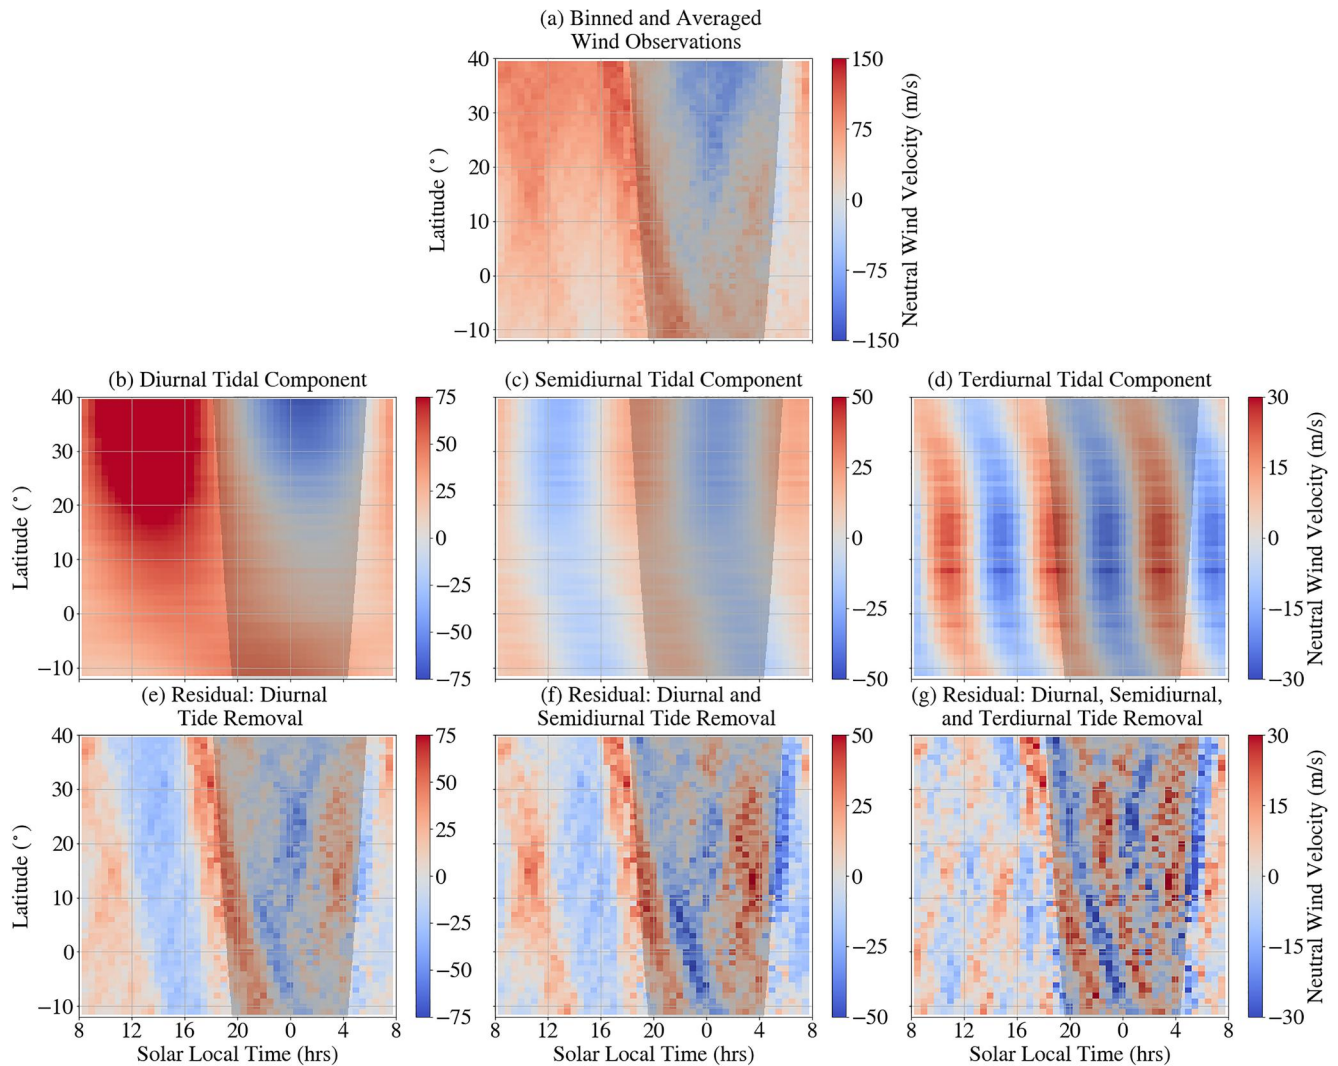 (a) Binned and Averaged
Wind Observations
40
30
20
10
0
−10
Latitude (°)
150
75
0
−75
−150
Neutral Wind Velocity (m/s)
(b) Diurnal Tidal Component
40
30
20
10
0
−10
Latitude (°)
75
50
25
0
−25
−50
−75
(c) Semidiurnal Tidal Component
50
25
0
−25
−50
(d) Terdiurnal Tidal Component
30
15
0
−15
−30
Neutral Wind Velocity (m/s)
(e) Residual: Diurnal
Tide Removal
40
30
20
10
0
−10
Latitude (°)
8 12 16 20 0 4 8
Solar Local Time (hrs)
75
50
25
0
−25
−50
−75
(f) Residual: Diurnal and
Semidiurnal Tide Removal
8 12 16 20 0 4 8
Solar Local Time (hrs)
50
25
0
−25
−50
(g) Residual: Diurnal, Semidiurnal,
and Terdiurnal Tide Removal
8 12 16 20 0 4 8
Solar Local Time (hrs)
30
15
0
−15
−30
Neutral Wind Velocity (m/s)